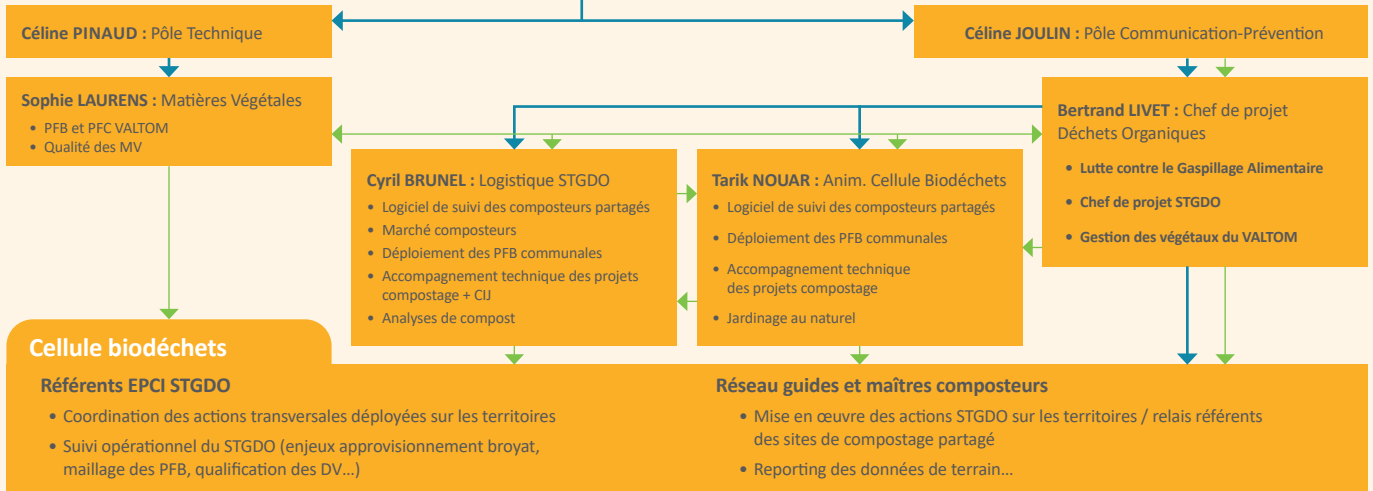 Céline PINAUD : Pôle Technique
Céline JOULIN : Pôle Communication-Prévention
Sophie LAURENS : Matières Végétales
• PFB et PFC VALTOM
• Qualité des MV
Bertrand LIVET : Chef de projet
Déchets Organiques
• Lutte contre le Gaspillage Alimentaire
• Chef de projet STGDO
• Gestion des végétaux du VALTOM
Cyril BRUNEL : Logistique STGDO
• Logiciel de suivi des composteurs partagés
• Marché composteurs
• Déploiement des PFB communales
• Accompagnement technique des projets
compostage + CIJ
• Analyses de compost
Tarik NOUAR : Anim. Cellule Biodéchets
• Logiciel de suivi des composteurs partagés
• Déploiement des PFB communales
• Accompagnement technique
des projets compostage
• Jardinage au naturel
Cellule biodéchets
Référents EPCI STGDO
• Coordination des actions transversales déployées sur les territoires
• Suivi opérationnel du STGDO (enjeux approvisionnement broyat,
maillage des PFB, qualification des DV...)
Réseau guides et maîtres composteurs
• Mise en œuvre des actions STGDO sur les territoires / relais référents
des sites de compostage partagé
• Reporting des données de terrain...